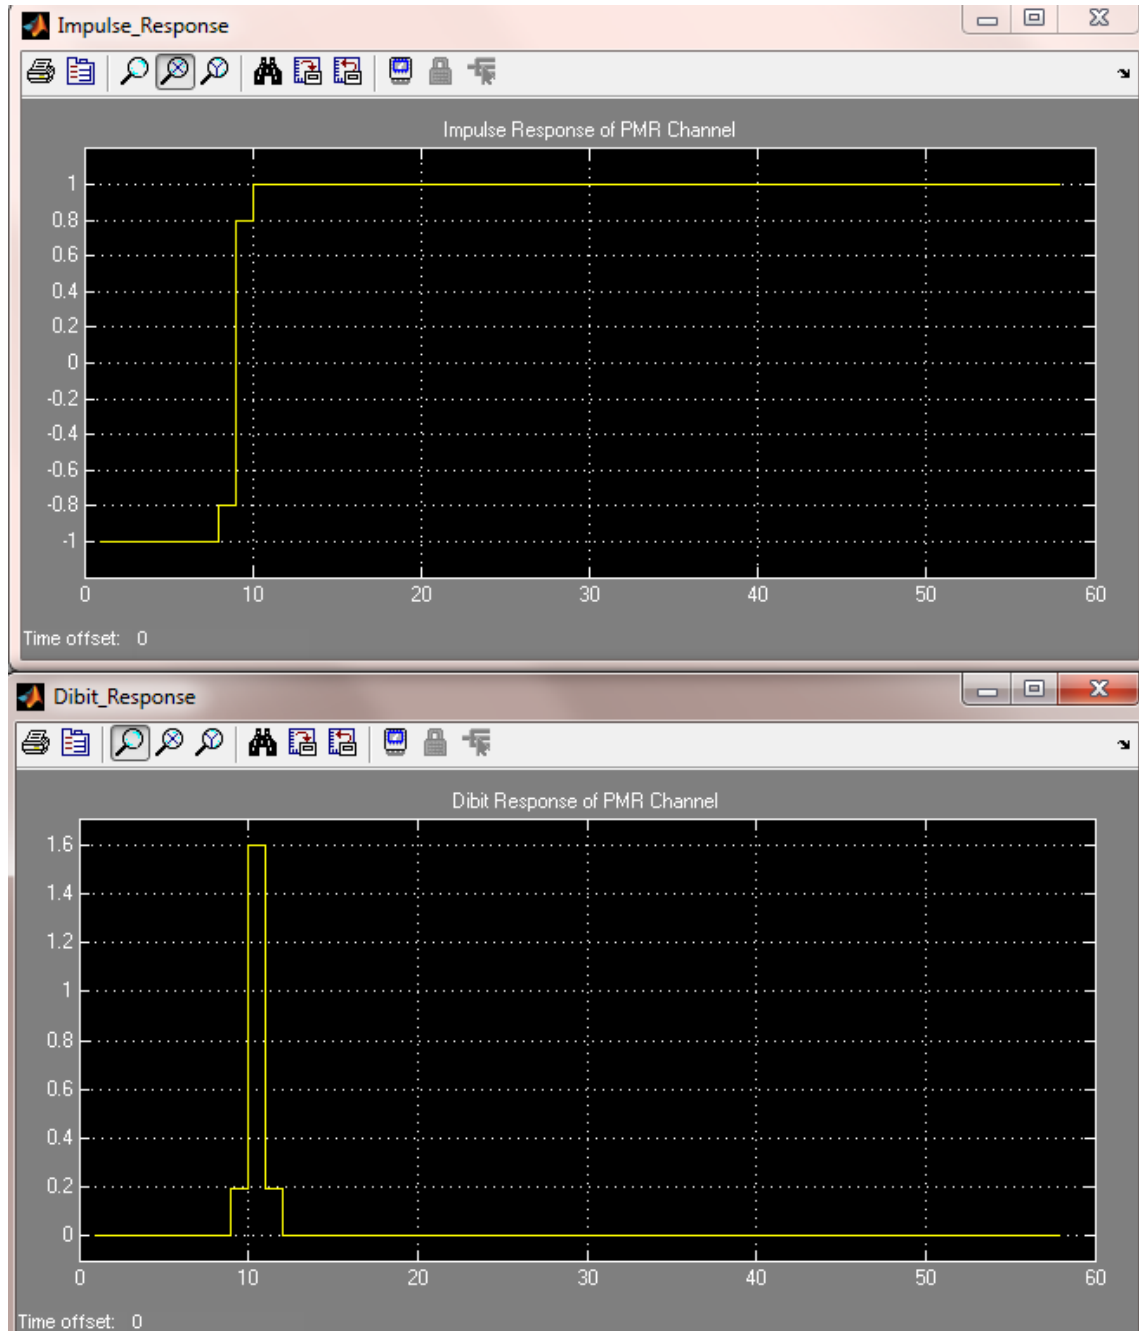 Impulse_Response
Impulse Response of PMR Channel
1
0.8
0.6
0.4
0.2
0
-0.2
-0.4
-0.6
-0.8
-1
0 10 20 30 40 50 60
Time offset: 0
Dibit_Response
Dibit Response of PMR Channel
1.6
1.4
1.2
1
0.8
0.6
0.4
0.2
0
0 10 20 30 40 50 60
Time offset: 0